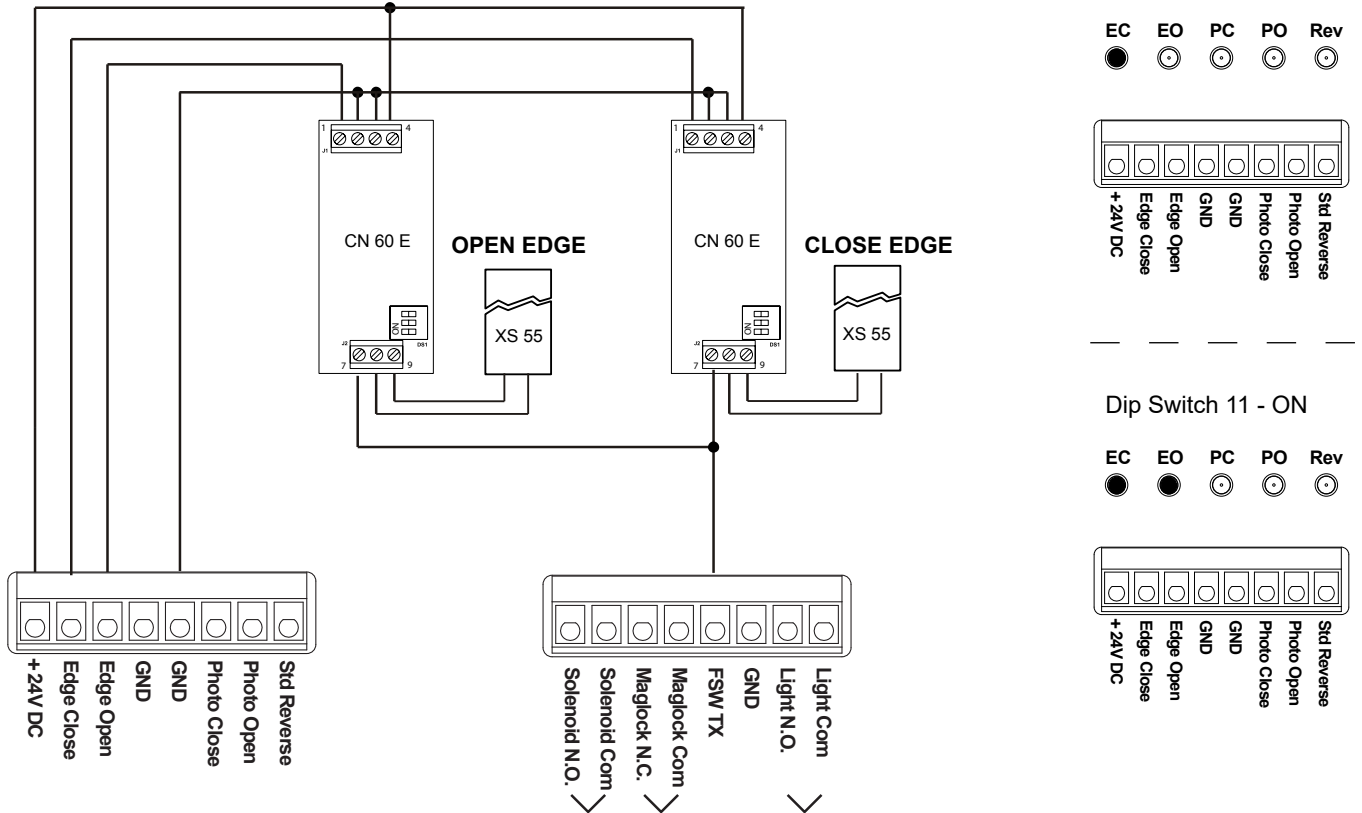 1
4
J1
CN 60 E
ON
J2
DS1
7
9
OPEN EDGE
XS 55
1
4
J1
CN 60 E
ON
J2
DS1
7
9
CLOSE EDGE
XS 55
+ 24V DC
Edge Close
Edge Open
GND
GND
Photo Close
Photo Open
Std Reverse
Solenoid N.O.
Solenoid Com
Maglock N.C.
Maglock Com
FSW TX
GND
Light N.O.
Light Com
EC EO PC PO Rev
+ 24V DC
Edge Close
Edge Open
GND
GND
Photo Close
Photo Open
Std Reverse
Dip Switch 11 - ON
EC EO PC PO Rev
+ 24V DC
Edge Close
Edge Open
GND
GND
Photo Close
Photo Open
Std Reverse